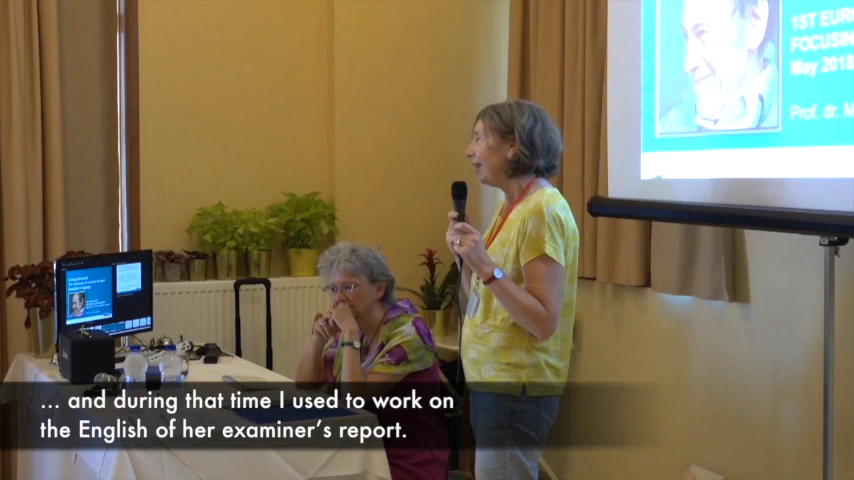 1ST EURO
FOCUSIN
May 2018
Prof. dr. M
... and during that time I used to work on
the English of her examiner's report.